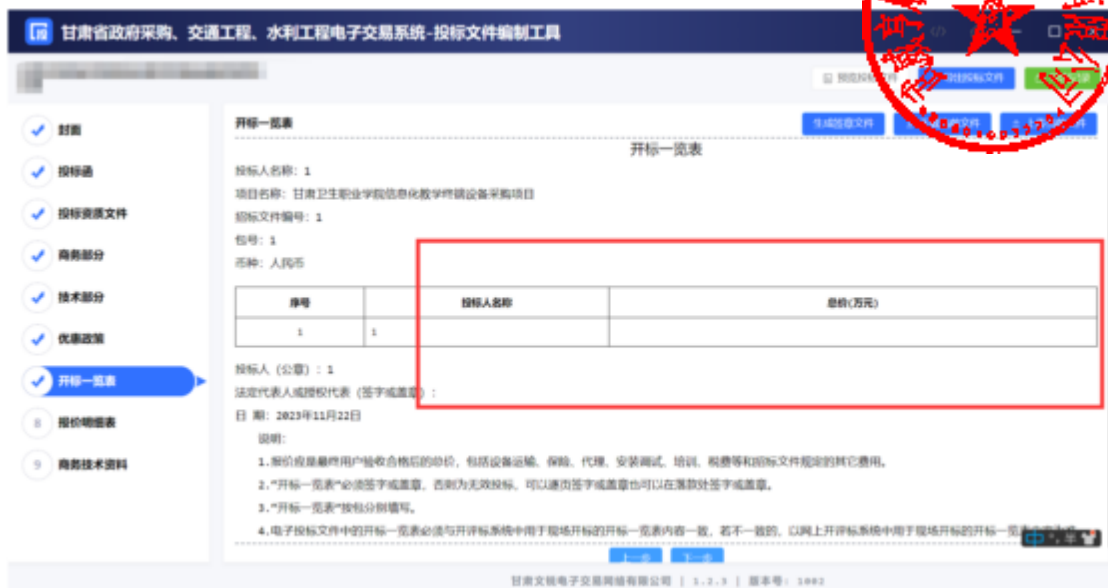 甘肃省政府采购、交通工程、水利工程电子交易系统-投标文件编制工具
开标一览表
生成签章文件
开标一览表
封面
投标函
投标资质文件
商务部分
技术部分
优惠政策
开标一览表
8 报价明细表
9 商务技术资料
投标人名称: 1
项目名称: 甘肃卫生职业学院信息化教学终端设备采购项目
招标文件编号: 1
包号: 1
币种: 人民币
序号 投标人名称 总价(万元)
1 1
投标人（公章）: 1
法定代表人或授权代表（签字或盖章）:
日 期: 2023年11月22日
说明:
1.报价应是最终用户验收合格后的总价, 包括设备运输、保险、代理、安装调试、培训、税费等和招标文件规定的其它费用。
2."开标一览表"必须签字或盖章, 否则为无效投标, 可以逐页签字或盖章也可以在落款处签字或盖章。
3."开标一览表"按包分别填写。
4.电子投标文件中的开标一览表必须与开评标系统中用于现场开标的开标一览表内容一致, 若不一致的, 以网上开评标系统中用于现场开标的开标一览
上一步 下一步
中 半
甘肃文锐电子交易网络有限公司 | 1.2.3 | 版本号: 1002